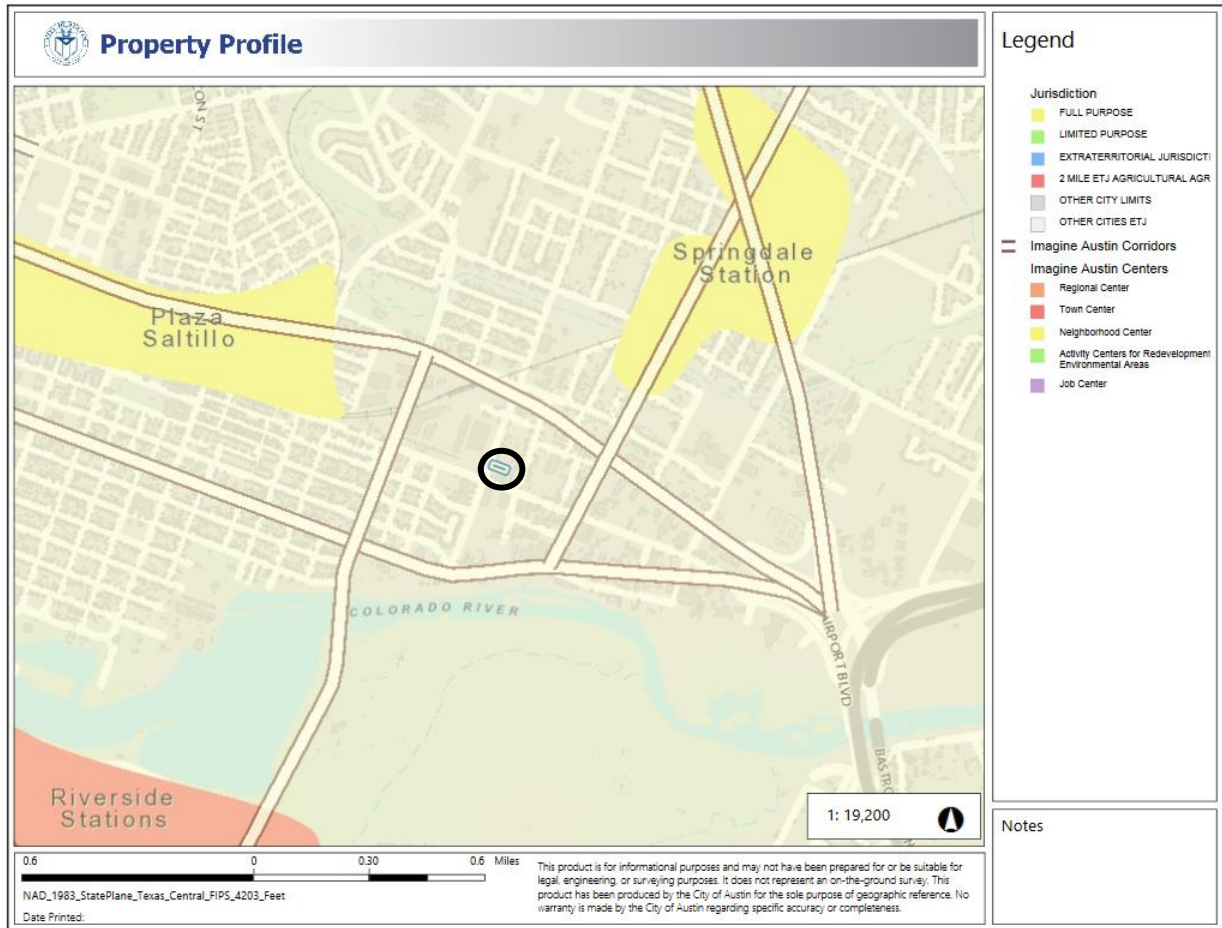 Property Profile
ON ST
Springdale
Station
Plaza
Saltillo
COLORADO RIVER
AIRPORT BLVD
BASTRO
Riverside
Stations
1: 19,200
0.6 0 0.30 0.6 Miles
NAD_1983_StatePlane_Texas_Central_FIPS_4203_Feet
Date Printed:
This product is for informational purposes and may not have been prepared for or be suitable for
legal, engineering, or surveying purposes. It does not represent an on-the-ground survey. This
product has been produced by the City of Austin for the sole purpose of geographic reference. No
warranty is made by the City of Austin regarding specific accuracy or completeness.
Legend
Jurisdiction
FULL PURPOSE
LIMITED PURPOSE
EXTRATERRITORIAL JURISDICTI
2 MILE ETJ AGRICULTURAL AGR
OTHER CITY LIMITS
OTHER CITIES ETJ
Imagine Austin Corridors
Imagine Austin Centers
Regional Center
Town Center
Neighborhood Center
Activity Centers for Redevelopment
Environmental Areas
Job Center
Notes